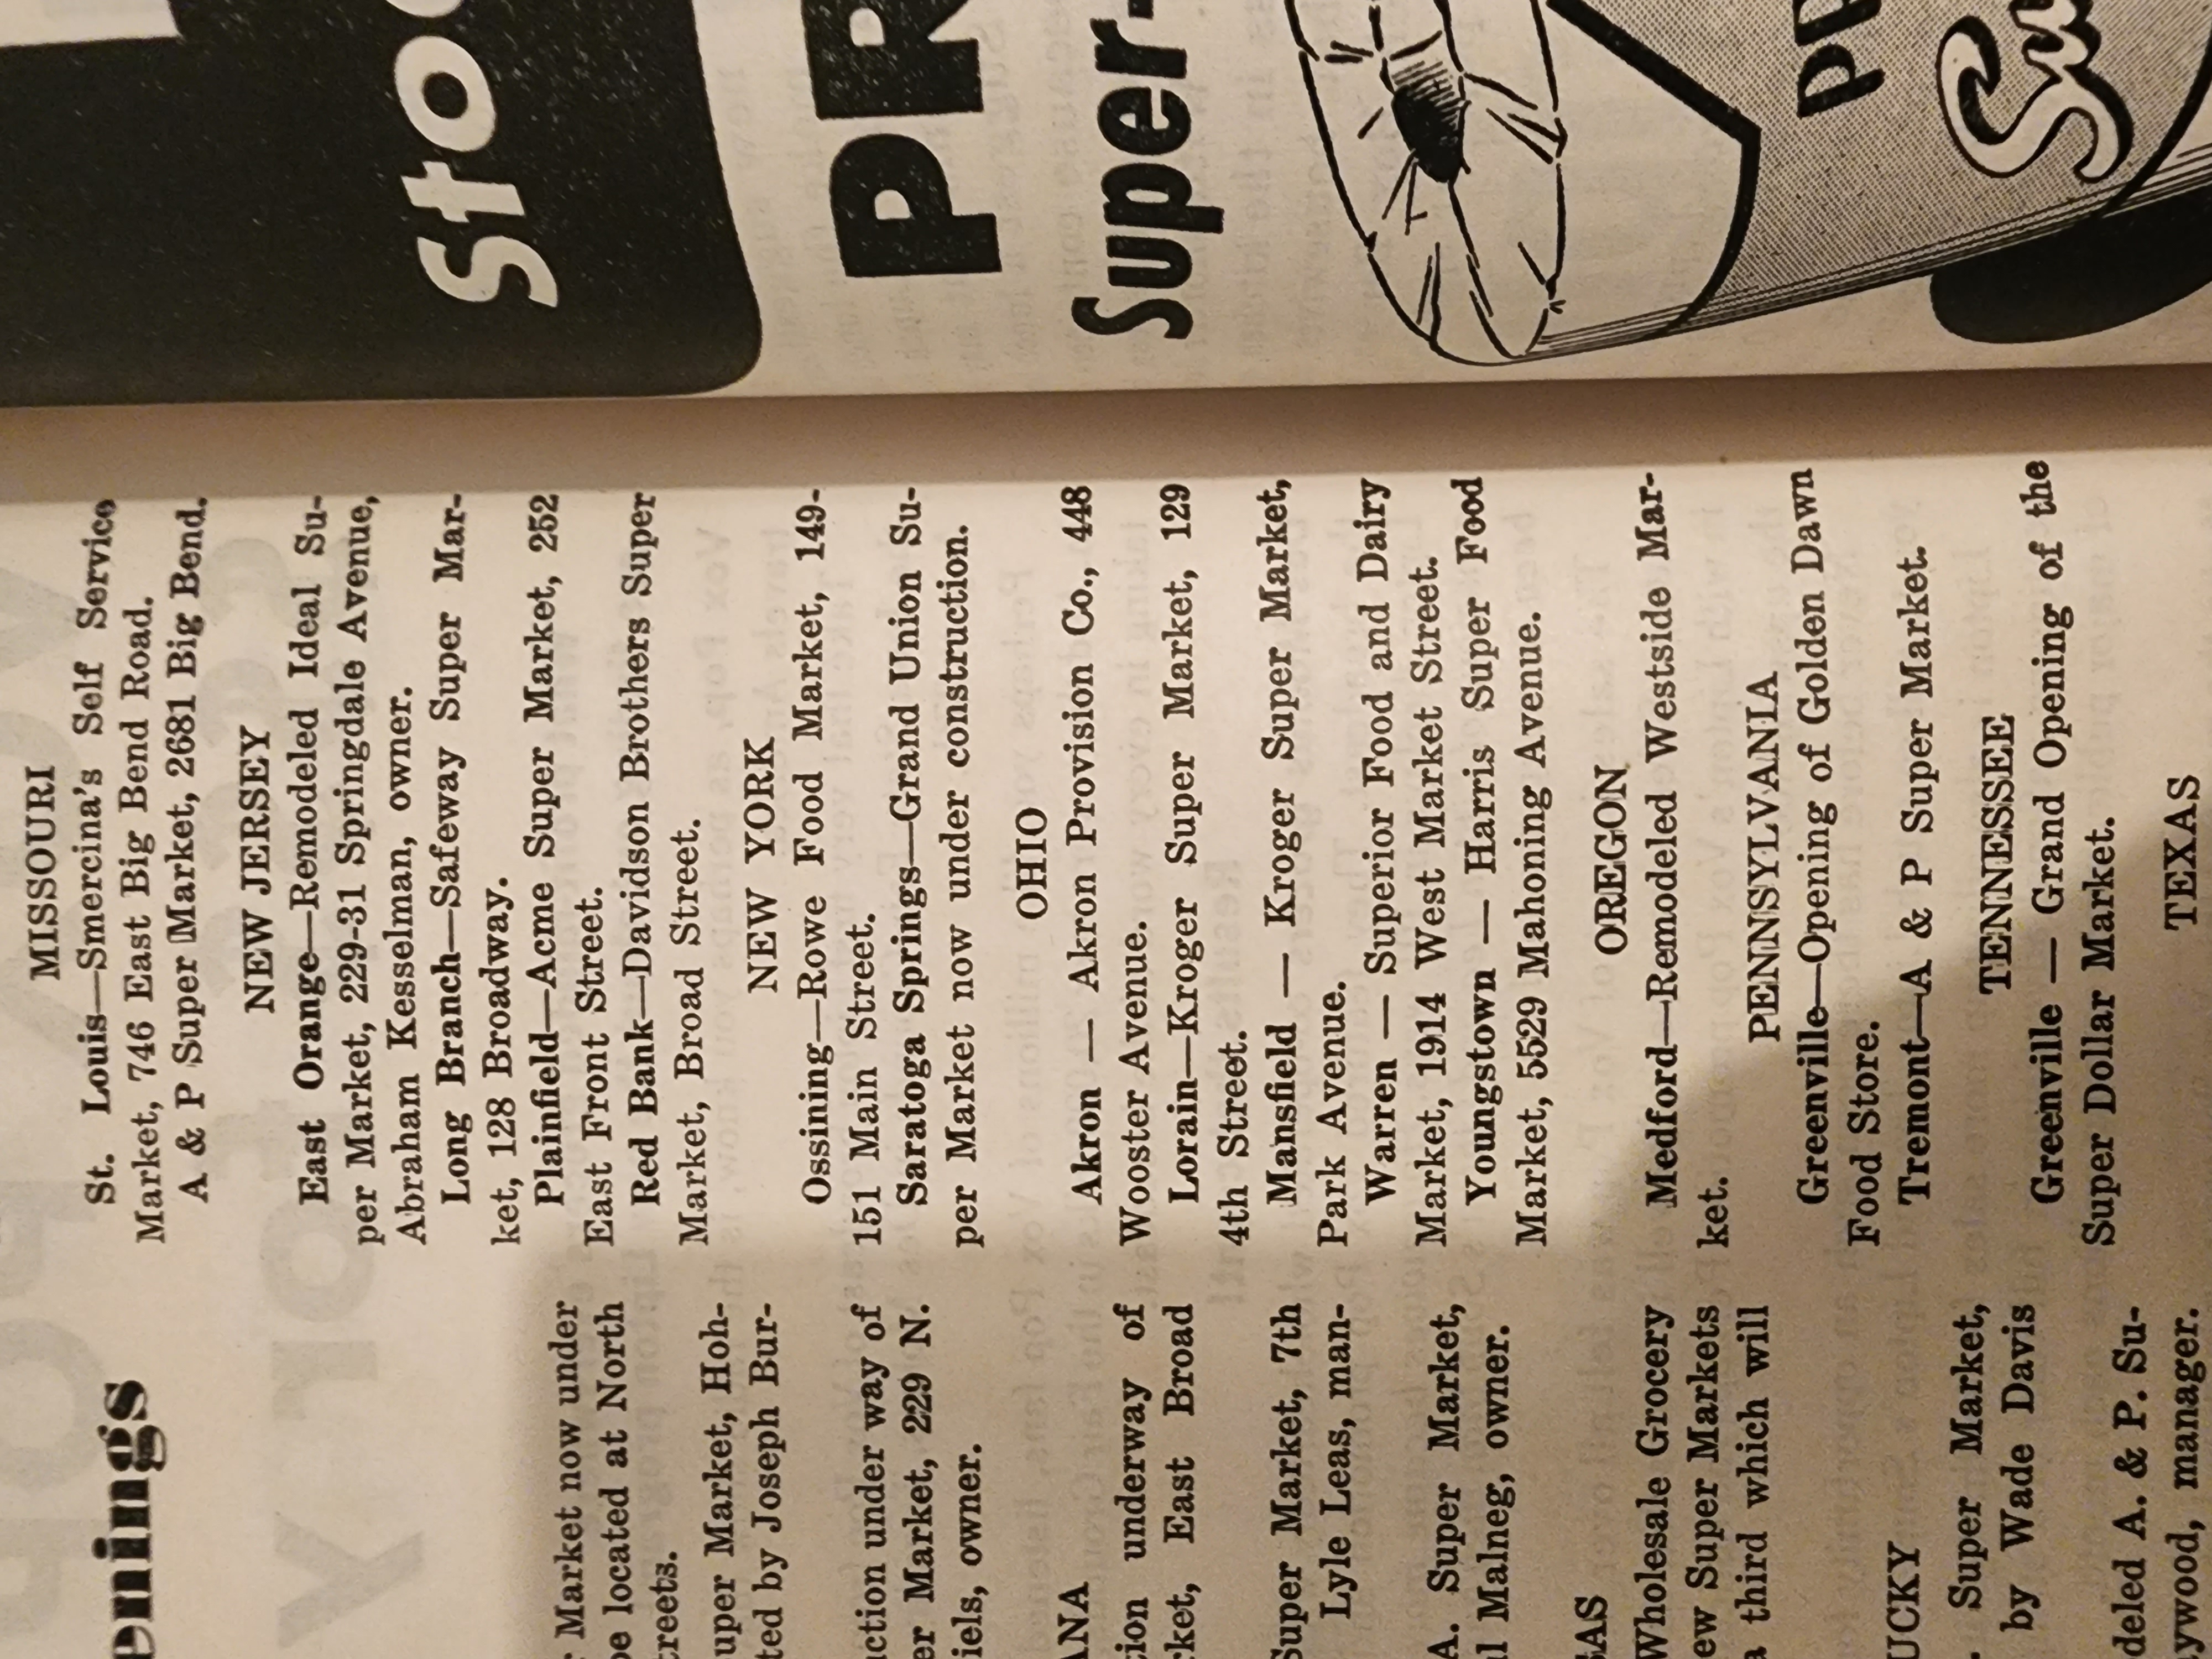 enings
Market now under
be located at North
treets.
uper Market, Hoh-
ted by Joseph Bur-
ction under way of
er Market, 229 N.
iels, owner.
ANA
tion underway of
rket, East Broad
Super Market, 7th
Lyle Leas, man-
A. Super Market,
l Malneg, owner.
SAS
Wholesale Grocery
ew Super Markets
a third which will
UCKY
Super Market,
by Wade Davis
deled A. & P. Su-
ywood, manager.
MISSOURI
St. Louis—Smercina's Self Service
Market, 746 East Big Bend Road.
A & P Super Market, 2681 Big Bend.
NEW JERSEY
East Orange—Remodeled Ideal Su-
per Market, 229-31 Springdale Avenue,
Abraham Kesselman, owner.
Long Branch—Safeway Super Mar-
ket, 128 Broadway.
Plainfield—Acme Super Market, 252
East Front Street.
Red Bank—Davidson Brothers Super
Market, Broad Street.
NEW YORK
Ossining—Rowe Food Market, 149-
151 Main Street.
Saratoga Springs—Grand Union Su-
per Market now under construction.
OHIO
Akron — Akron Provision Co., 448
Wooster Avenue.
Lorain—Kroger Super Market, 129
4th Street.
Mansfield — Kroger Super Market,
Park Avenue.
Warren — Superior Food and Dairy
Market, 1914 West Market Street.
Youngstown — Harris Super Food
Market, 5529 Mahoning Avenue.
OREGON
Medford—Remodeled Westside Mar-
ket.
PENNSYLVANIA
Greenville—Opening of Golden Dawn
Food Store.
Tremont—A & P Super Market.
TENNESSEE
Greenville — Grand Opening of the
Super Dollar Market.
TEXAS
Sto
PR
Super-
PW
Su